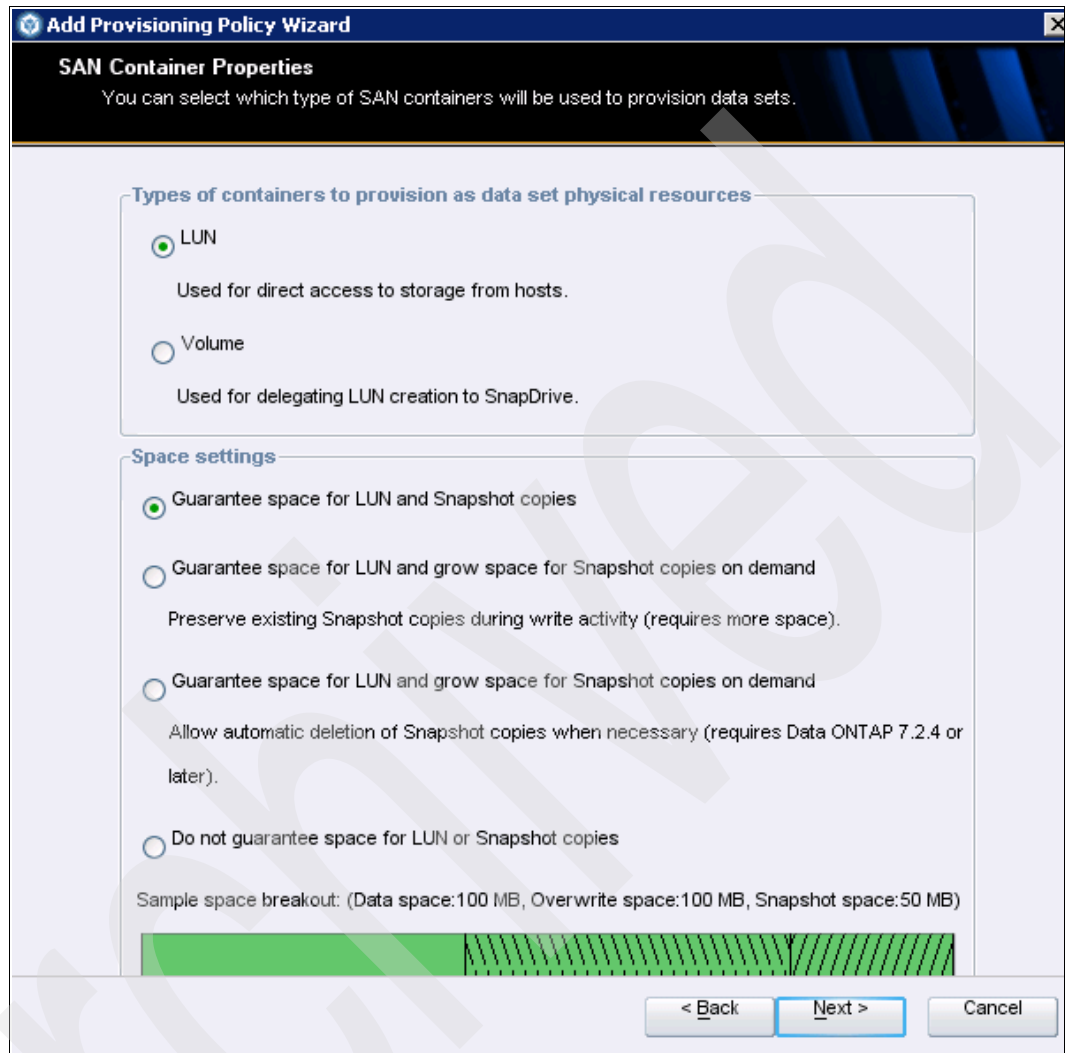 Add Provisioning Policy Wizard
SAN Container Properties
You can select which type of SAN containers will be used to provision data sets.
Types of containers to provision as data set physical resources
LUN
Used for direct access to storage from hosts.
Volume
Used for delegating LUN creation to SnapDrive.
Space settings
Guarantee space for LUN and Snapshot copies
Guarantee space for LUN and grow space for Snapshot copies on demand
Preserve existing Snapshot copies during write activity (requires more space).
Guarantee space for LUN and grow space for Snapshot copies on demand
Allow automatic deletion of Snapshot copies when necessary (requires Data ONTAP 7.2.4 or
later).
Do not guarantee space for LUN or Snapshot copies
Sample space breakout: (Data space:100 MB, Overwrite space:100 MB, Snapshot space:50 MB)
< Back Next > Cancel